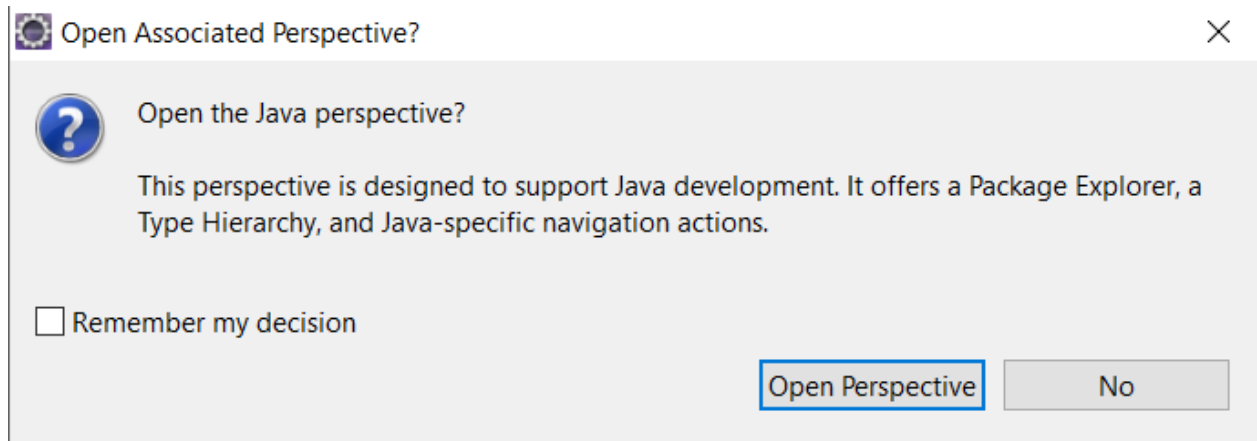 Open Associated Perspective?
Open the Java perspective?
This perspective is designed to support Java development. It offers a Package Explorer, a
Type Hierarchy, and Java-specific navigation actions.
Remember my decision
Open Perspective
No